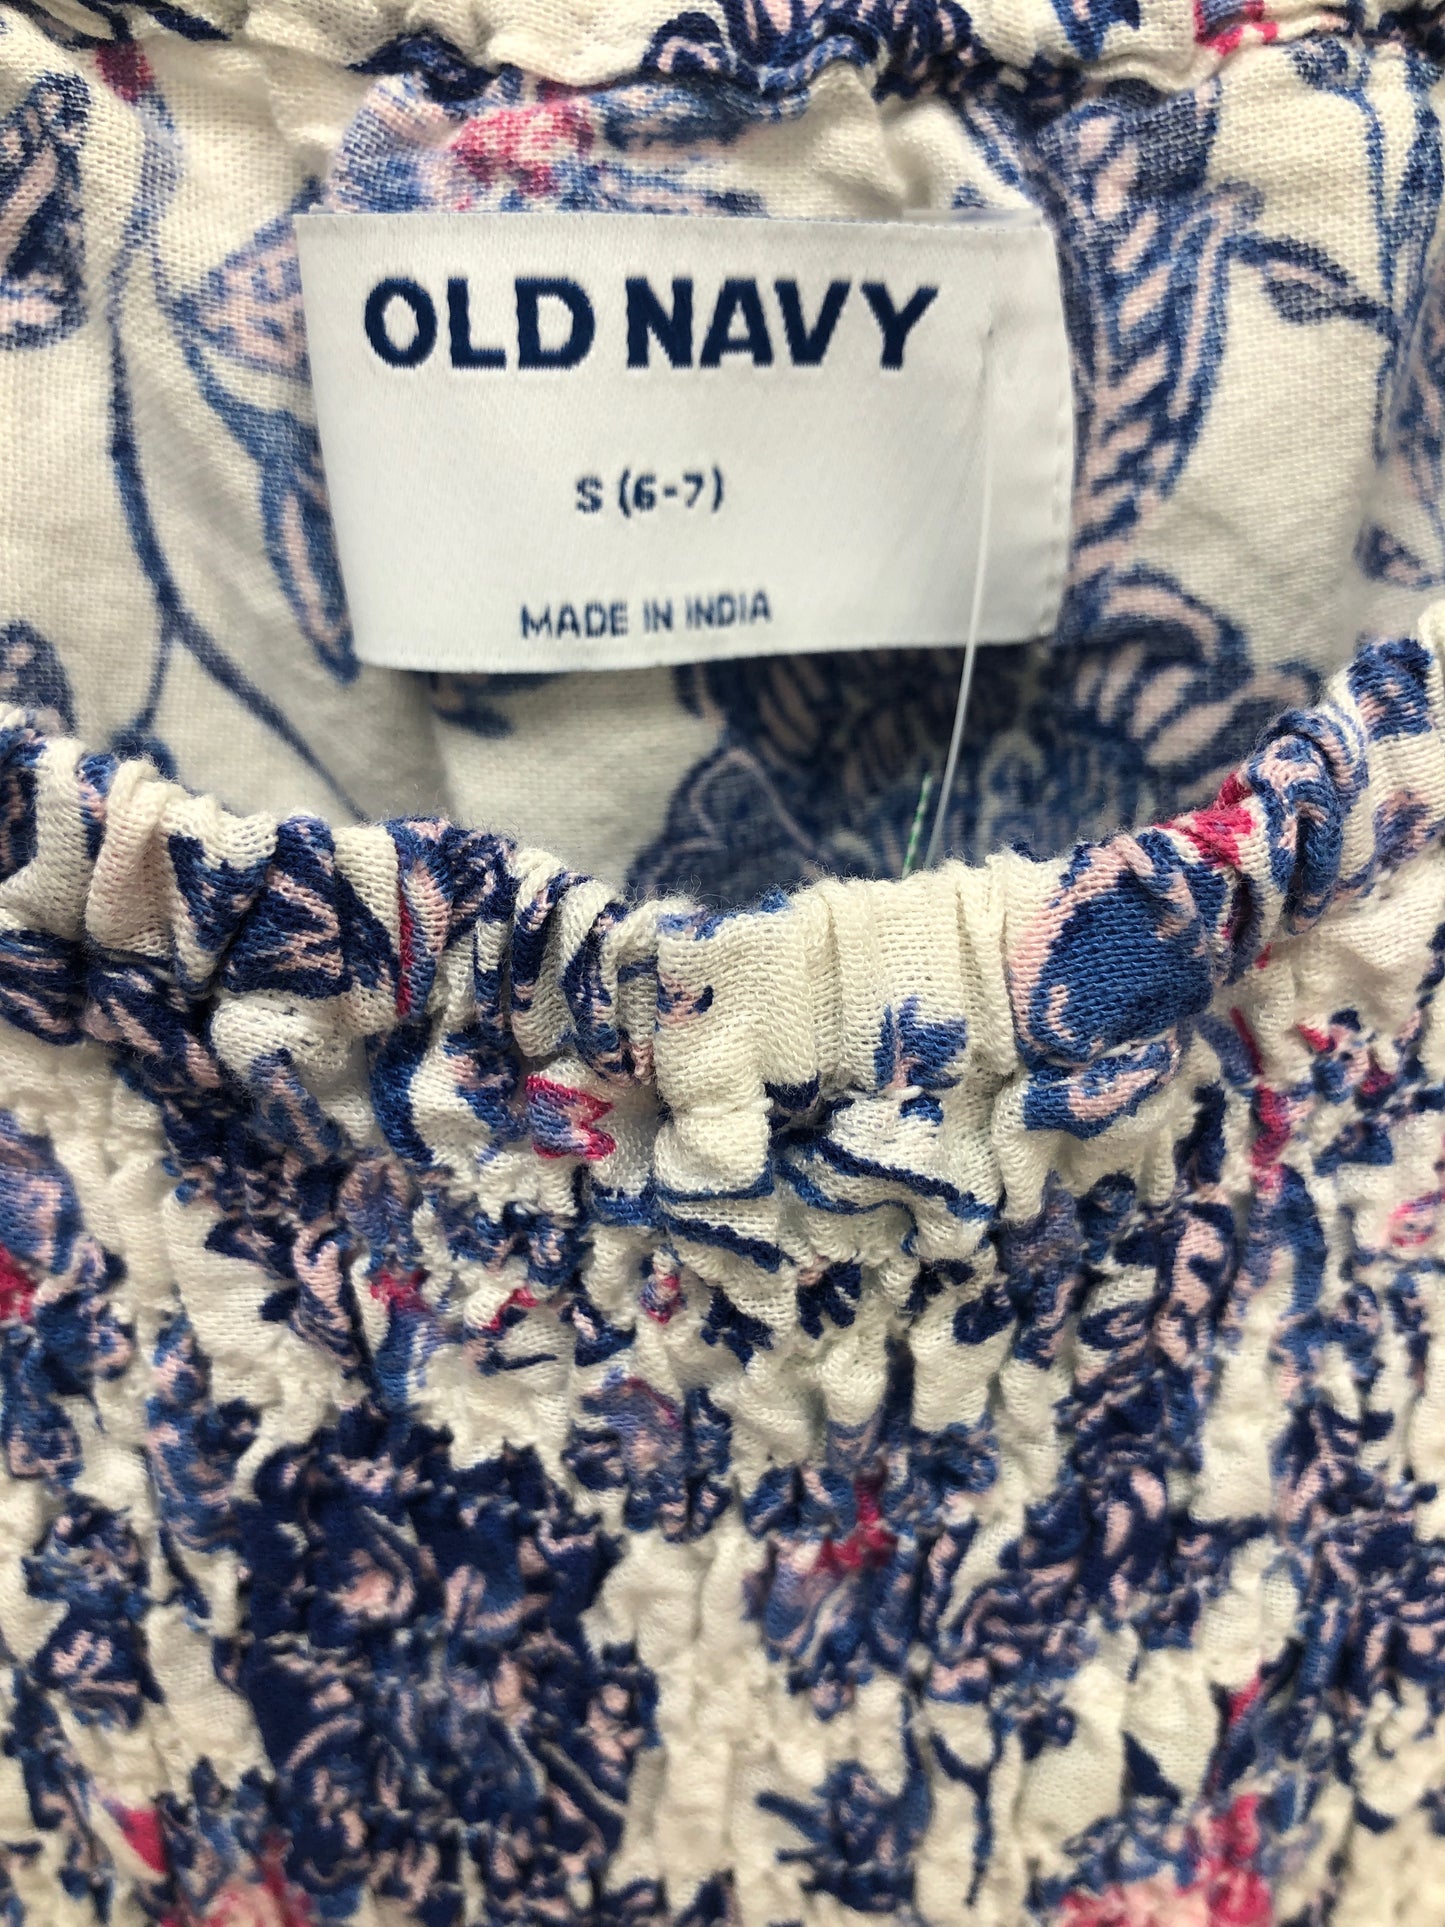 OLD NAVY
S (6-7)
MADE IN INDIA